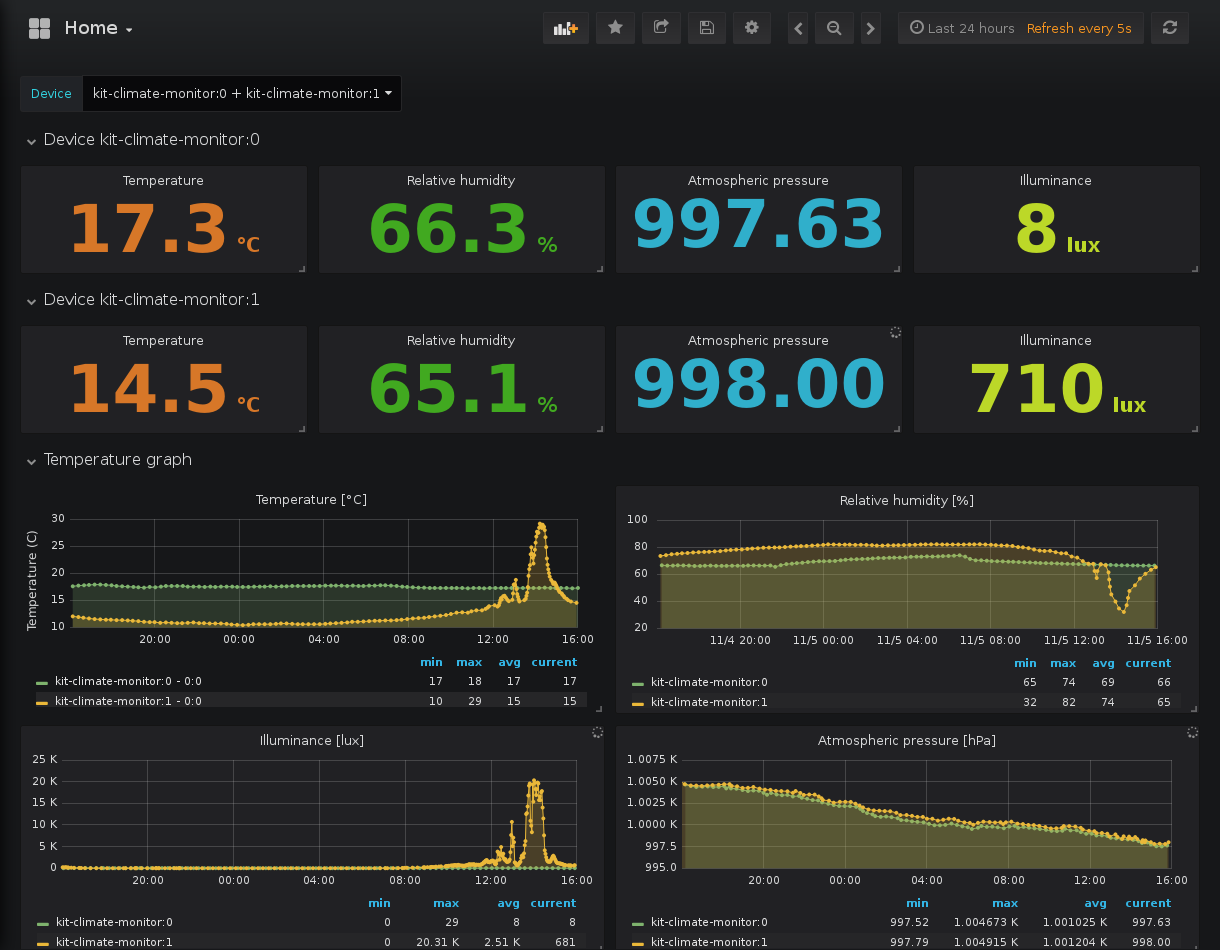 Home
Last 24 hours Refresh every 5s
Device kit-climate-monitor:0 + kit-climate-monitor:1
Device kit-climate-monitor:0
Temperature Relative humidity Atmospheric pressure Illuminance
17.3 °C 66.3 % 997.63 8 lux
Device kit-climate-monitor:1
Temperature Relative humidity Atmospheric pressure Illuminance
14.5 °C 65.1 % 998.00 710 lux
Temperature graph
Temperature [°C]
Temperature (C)
30
25
20
15
10
20:00 00:00 04:00 08:00 12:00 16:00
min max avg current
kit-climate-monitor:0 - 0:0 17 18 17 17
kit-climate-monitor:1 - 0:0 10 29 15 15
Relative humidity [%]
100
80
60
40
20
11/4 20:00 11/5 00:00 11/5 04:00 11/5 08:00 11/5 12:00 11/5 16:00
min max avg current
kit-climate-monitor:0 65 74 69 66
kit-climate-monitor:1 32 82 74 65
Illuminance [lux]
25 K
20 K
15 K
10 K
5 K
0
20:00 00:00 04:00 08:00 12:00 16:00
min max avg current
kit-climate-monitor:0 0 29 8 8
kit-climate-monitor:1 0 20.31 K 2.51 K 681
Atmospheric pressure [hPa]
1.0075 K
1.0050 K
1.0025 K
1.0000 K
997.5
995.0
20:00 00:00 04:00 08:00 12:00 16:00
min max avg current
kit-climate-monitor:0 997.52 1.004673 K 1.001025 K 997.63
kit-climate-monitor:1 997.79 1.004915 K 1.001204 K 998.00